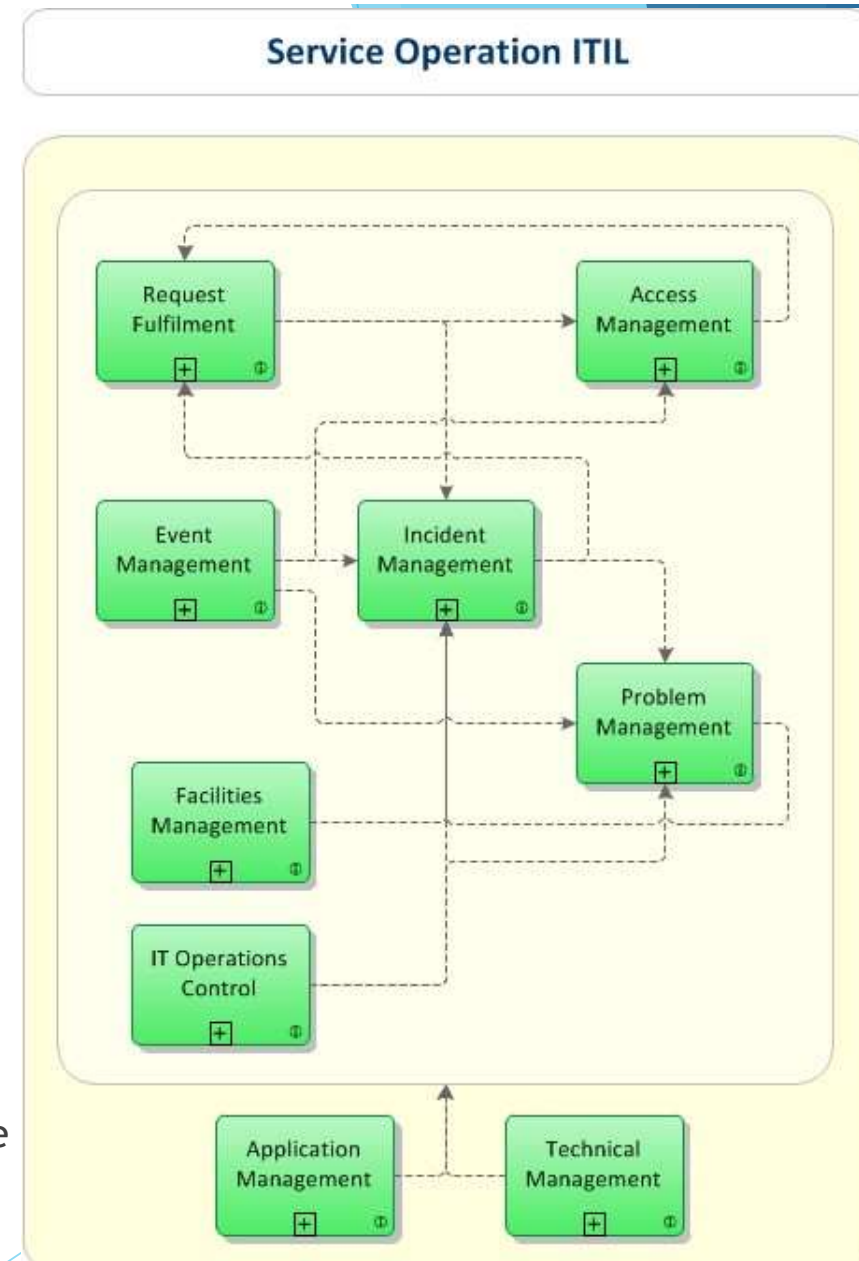 Service Operation ITIL
Request
Fulfilment
Access
Management
Event
Management
Incident
Management
Problem
Management
Facilities
Management
IT Operations
Control
e
Application
Management
Technical
Management